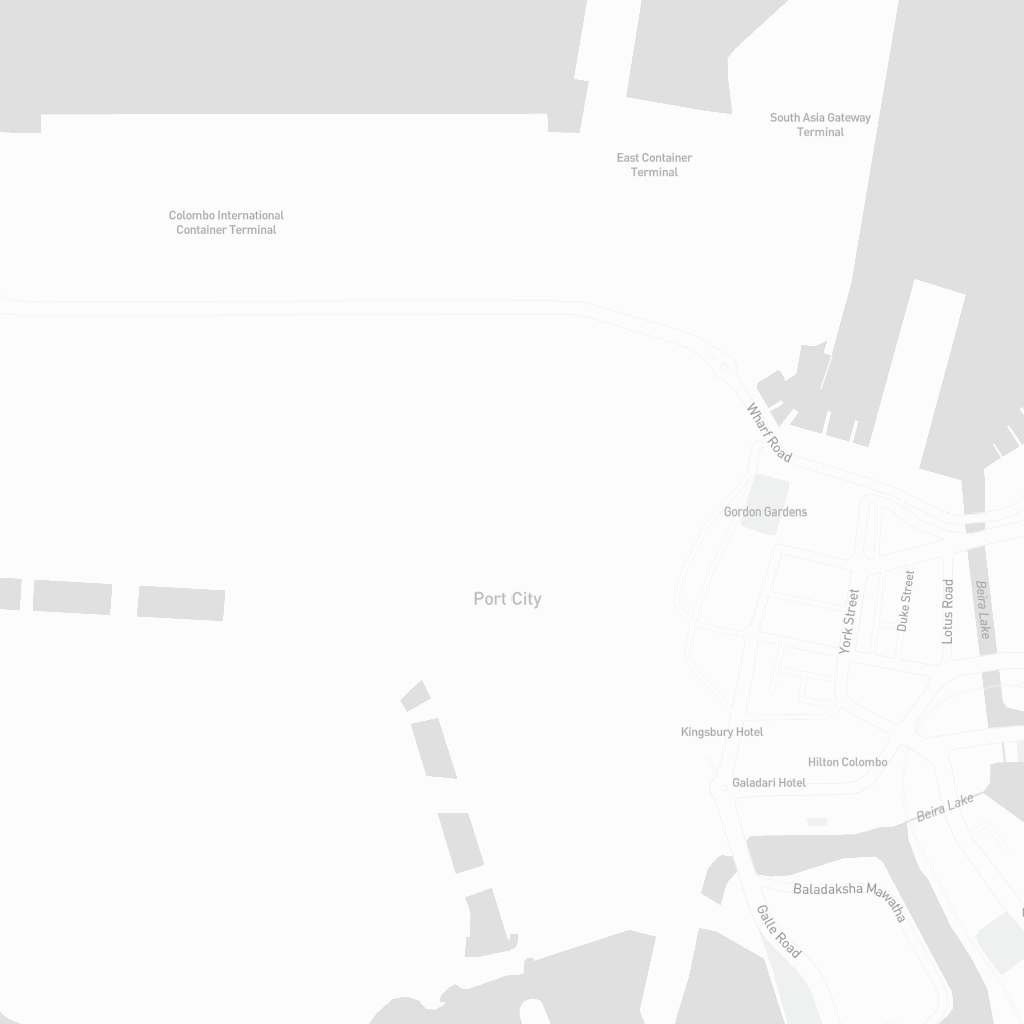 South Asia Gateway
Terminal
East Container
Terminal
Colombo International
Container Terminal
Wharf Road
Gordon Gardens
Port City
York Street
Duke Street
Lotus Road
Beira Lake
Kingsbury Hotel
Hilton Colombo
Galadari Hotel
Beira Lake
Baladaksha Mawatha
Galle Road